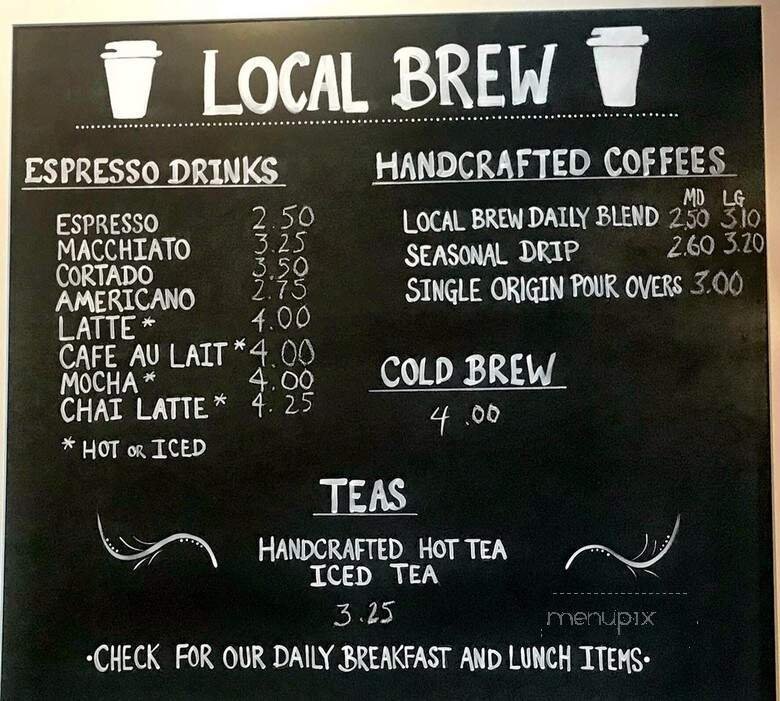 LOCAL BREW
ESPRESSO DRINKS
ESPRESSO 2.50
MACCHIATO 3.25
CORTADO 3.50
AMERICANO 2.75
LATTE* 4.00
CAFE AU LAIT* 4.00
MOCHA* 4.00
CHAI LATTE* 4.25
* HOT OR ICED
HANDCRAFTED COFFEES
MD LG
LOCAL BREW DAILY BLEND 2.50 3.10
SEASONAL DRIP 2.60 3.20
SINGLE ORIGIN POUR OVERS 3.00
COLD BREW
4.00
TEAS
HANDCRAFTED HOT TEA
ICED TEA
3.25
menupix
·CHECK FOR OUR DAILY BREAKFAST AND LUNCH ITEMS·